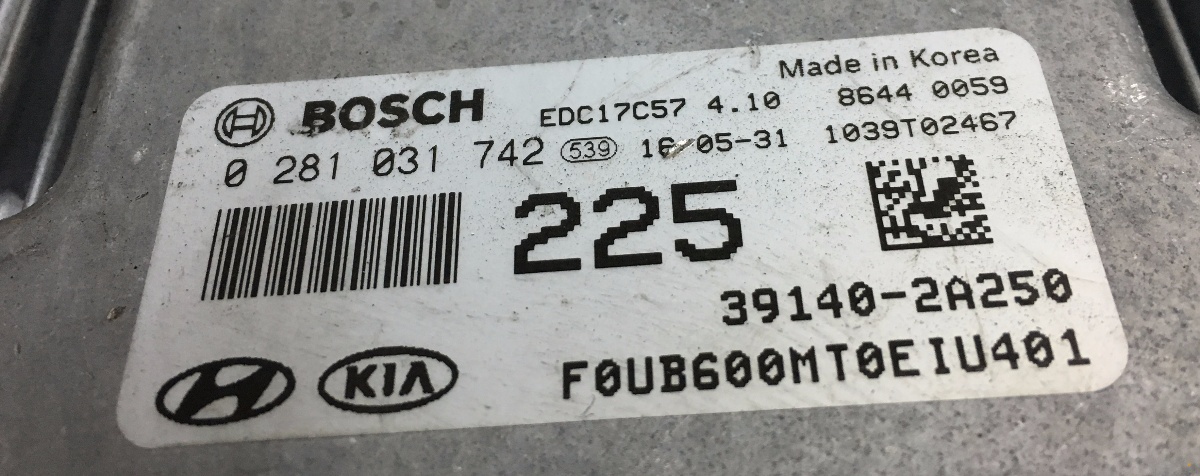 Made in Korea
BOSCH EDC17C57 4.10 8644 0059
0 281 031 742 539 16-05-31 1039T02467
225
39140-2A250
KIA F0UB600MT0EIU401